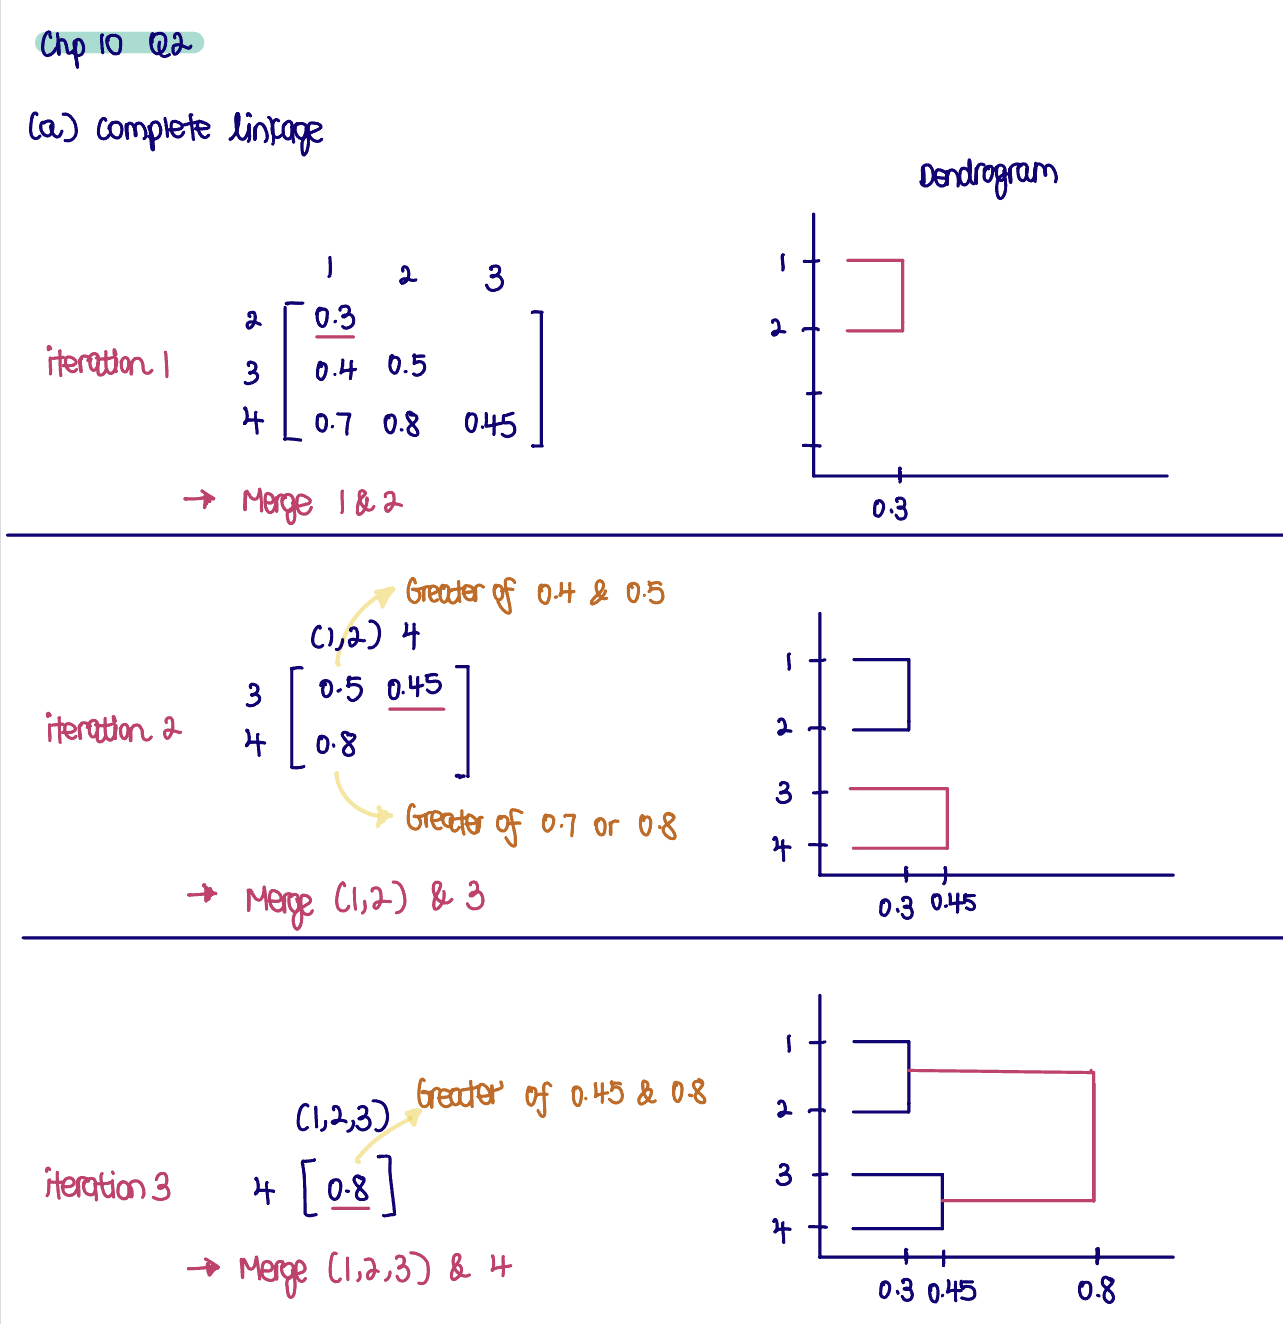 Chp 10 Q2
(a) complete linkage
Dendrogram
1 2 3
2 0.3
3 0.4 0.5
4 0.7 0.8 0.45
iteration 1
→ Merge 1 & 2
1
2
0.3
Greater of 0.4 & 0.5
(1,2) 4
3 0.5 0.45
4 0.8
iteration 2
Greater of 0.7 or 0.8
→ Merge (1,2) & 3
1
2
3
4
0.3 0.45
Greater of 0.45 & 0.8
(1,2,3)
iteration 3 4 0.8
→ Merge (1,2,3) & 4
1
2
3
4
0.3 0.45 0.8